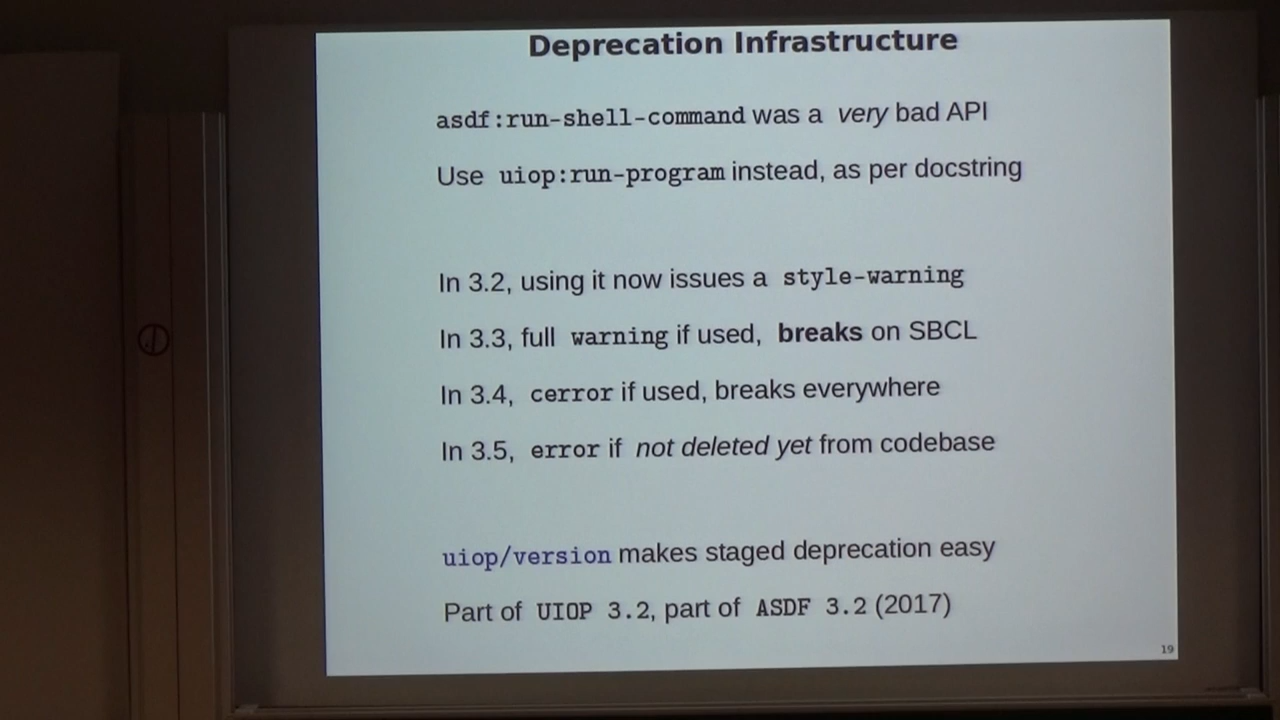 Deprecation Infrastructure
asdf:run-shell-command was a very bad API
Use uiop:run-program instead, as per docstring
In 3.2, using it now issues a style-warning
In 3.3, full warning if used, breaks on SBCL
In 3.4, cerror if used, breaks everywhere
In 3.5, error if not deleted yet from codebase
uiop/version makes staged deprecation easy
Part of UIOP 3.2, part of ASDF 3.2 (2017)
19